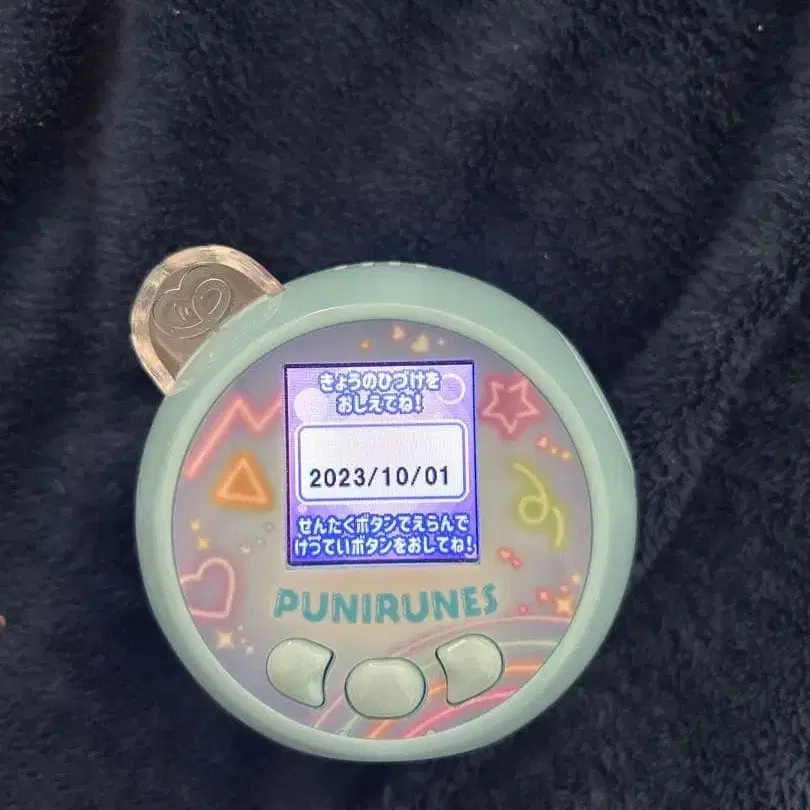 きょうのひづけを
おしえてね!
2023/10/01
せんたくボタンでえらんで
けっていボタンをおしてね!
PUNIRUNES